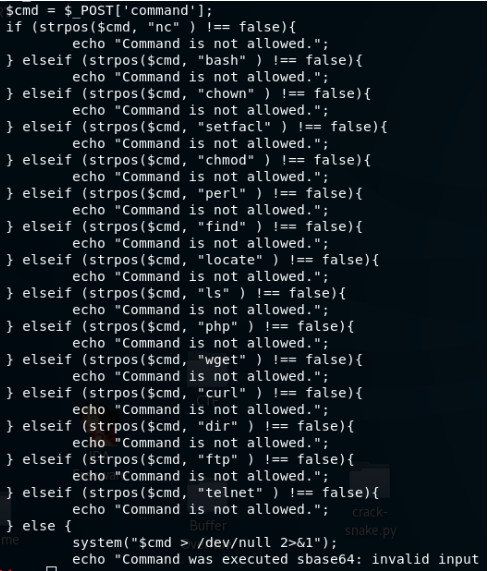 $cmd = $_POST['command'];
if (strpos($cmd, "nc" ) !== false){
        echo "Command is not allowed.";
} elseif (strpos($cmd, "bash" ) !== false){
        echo "Command is not allowed.";
} elseif (strpos($cmd, "chown" ) !== false){
        echo "Command is not allowed.";
} elseif (strpos($cmd, "setfacl" ) !== false){
        echo "Command is not allowed.";
} elseif (strpos($cmd, "chmod" ) !== false){
        echo "Command is not allowed.";
} elseif (strpos($cmd, "perl" ) !== false){
        echo "Command is not allowed.";
} elseif (strpos($cmd, "find" ) !== false){
        echo "Command is not allowed.";
} elseif (strpos($cmd, "locate" ) !== false){
        echo "Command is not allowed.";
} elseif (strpos($cmd, "ls" ) !== false){
        echo "Command is not allowed.";
} elseif (strpos($cmd, "php" ) !== false){
        echo "Command is not allowed.";
} elseif (strpos($cmd, "wget" ) !== false){
        echo "Command is not allowed.";
} elseif (strpos($cmd, "curl" ) !== false){
        echo "Command is not allowed.";
} elseif (strpos($cmd, "dir" ) !== false){
        echo "Command is not allowed.";
} elseif (strpos($cmd, "ftp" ) !== false){
        echo "Command is not allowed.";
} elseif (strpos($cmd, "telnet" ) !== false){
        echo "Command is not allowed.";
} else {
        system("$cmd > /dev/null 2>&1");
        echo "Command was executed sbase64: invalid input
crack-
snake.py
Buffer